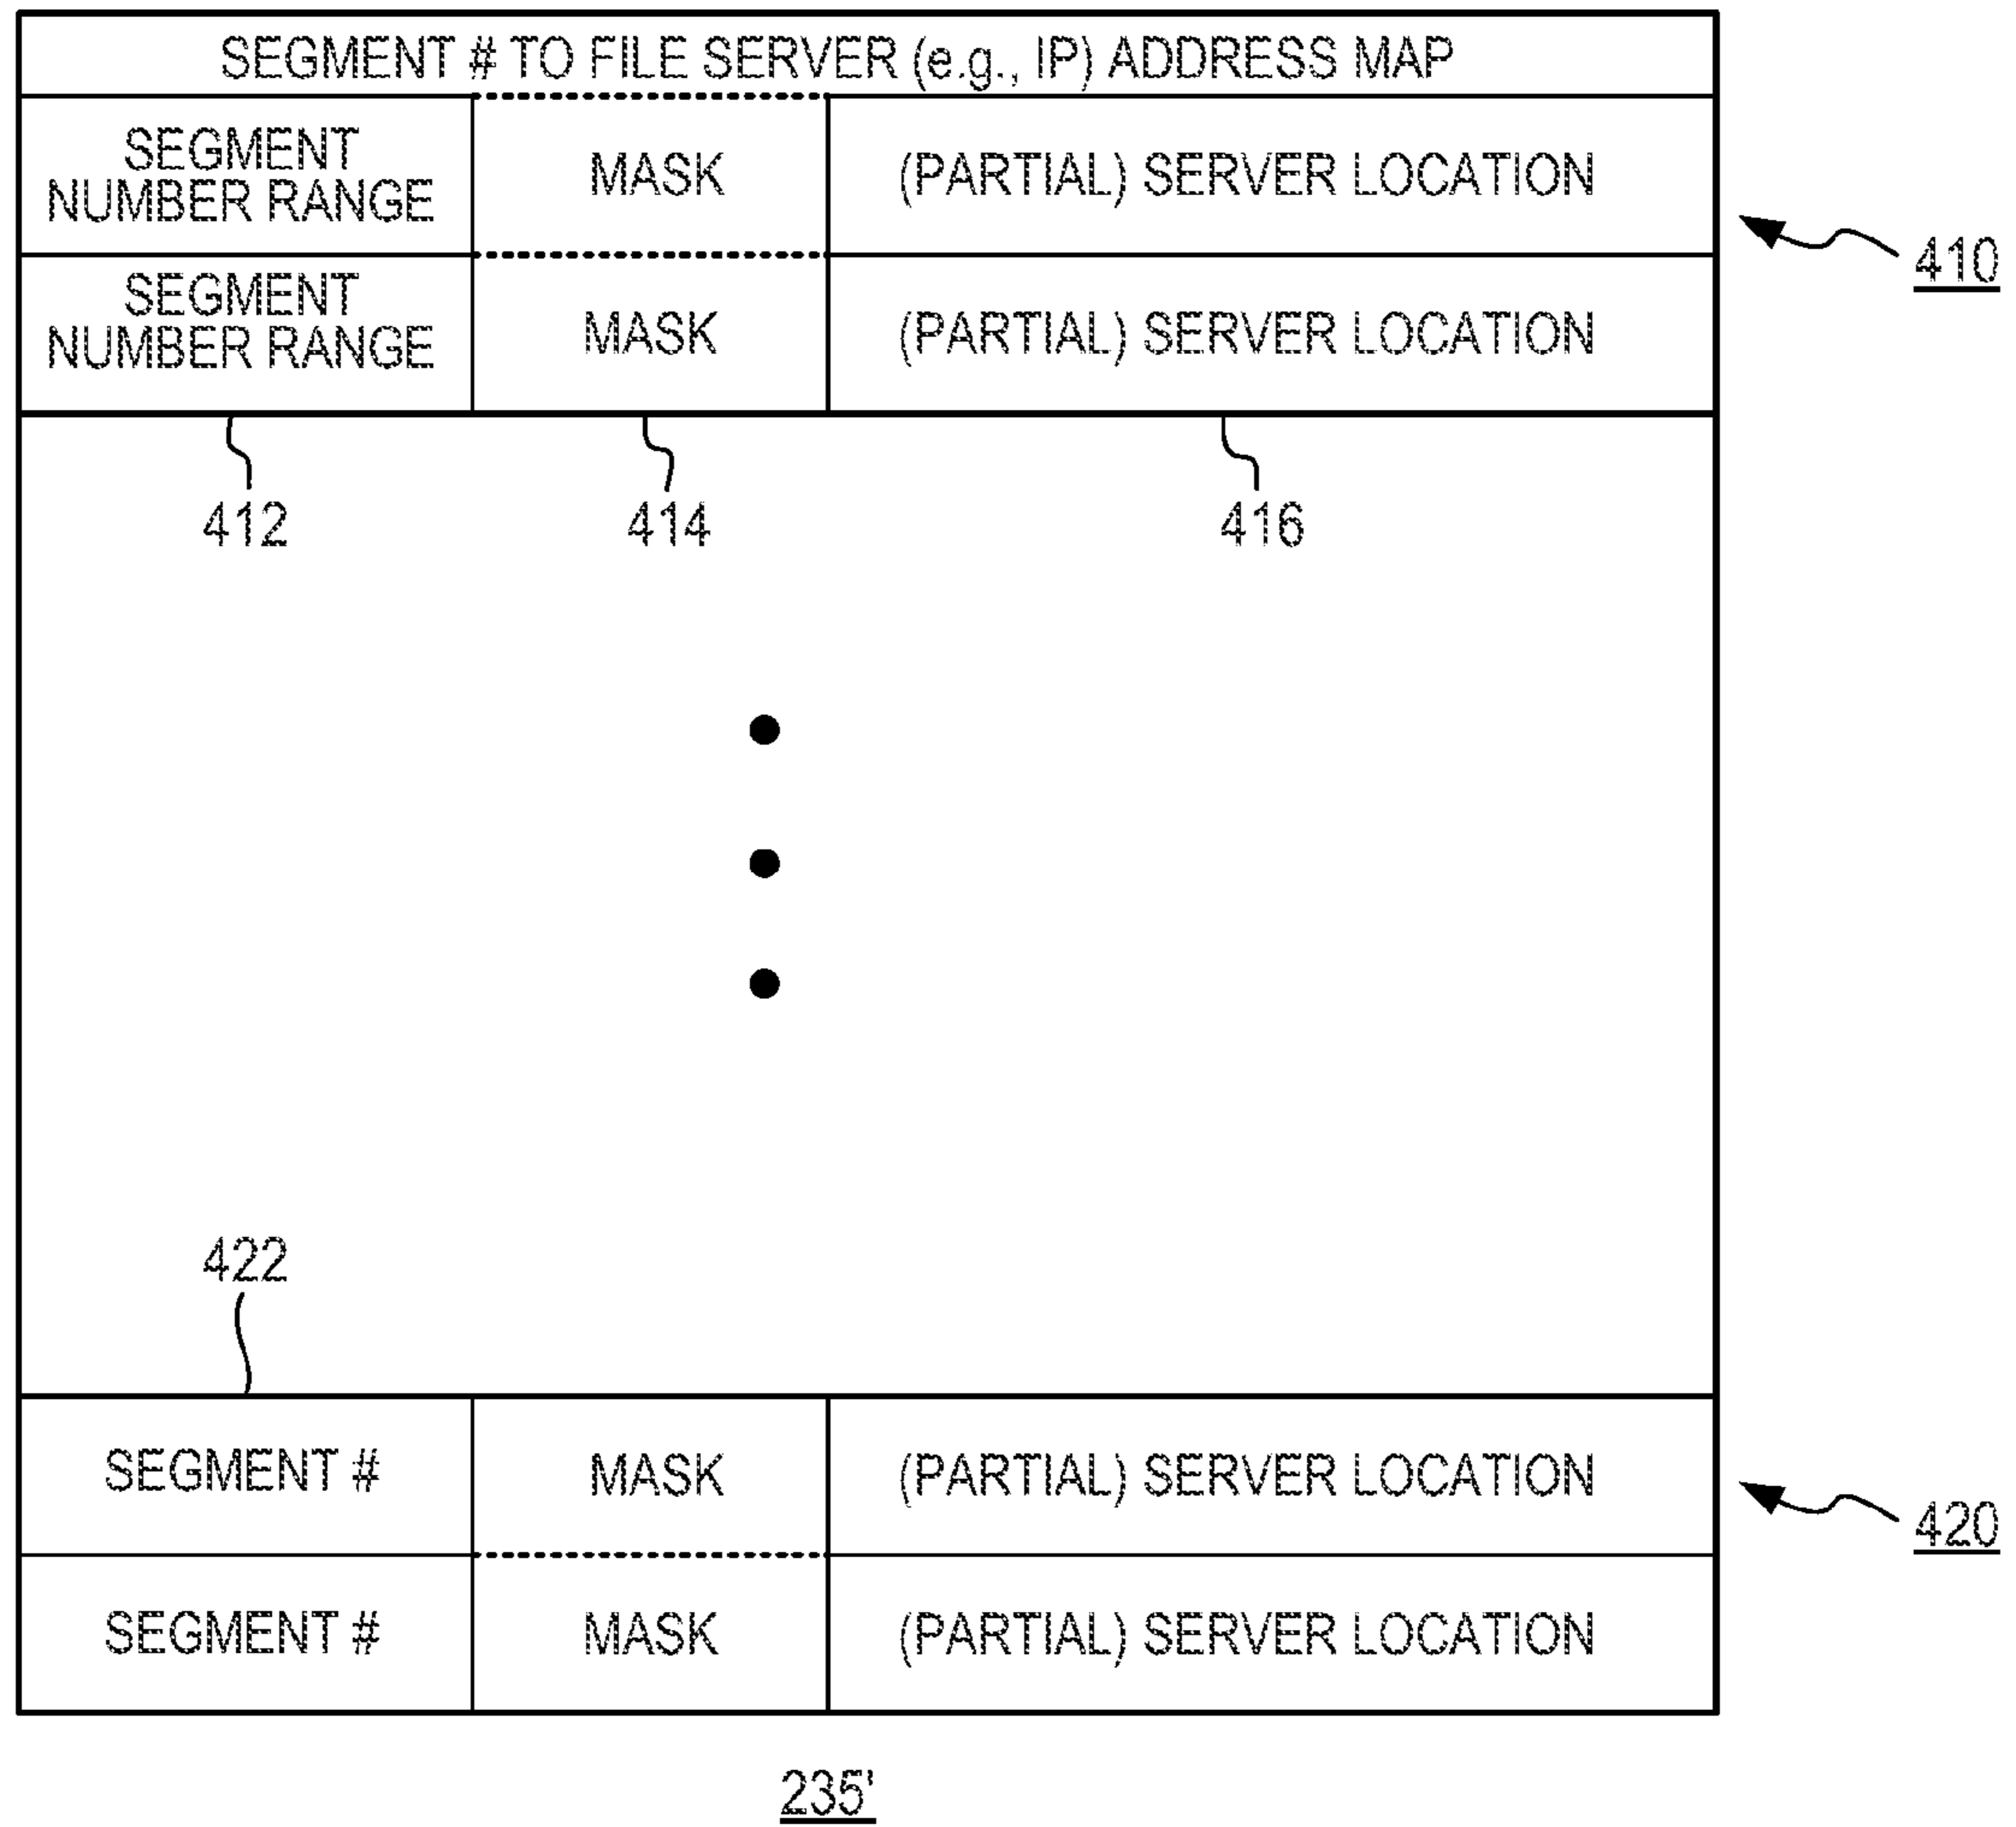 SEGMENT # TO FILE SERVER (e.g., IP) ADDRESS MAP
SEGMENT
NUMBER RANGE
MASK
(PARTIAL) SERVER LOCATION
410
SEGMENT
NUMBER RANGE
MASK
(PARTIAL) SERVER LOCATION
412
414
416
422
SEGMENT #
MASK
(PARTIAL) SERVER LOCATION
420
SEGMENT #
MASK
(PARTIAL) SERVER LOCATION
235'